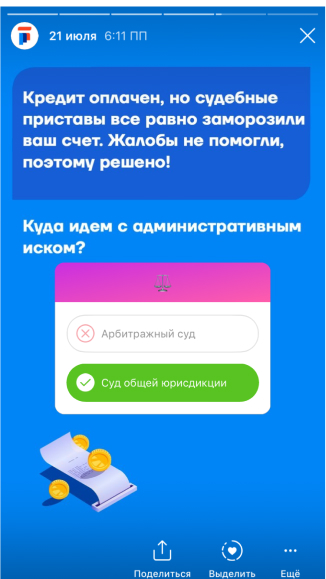 21 июля 6:11 ПП
Кредит оплачен, но судебные
приставы все равно заморозили
ваш счет. Жалобы не помогли,
поэтому решено!
Куда идем с административным
иском?
Арбитражный суд
Суд общей юрисдикции
Поделиться Выделить Ещё